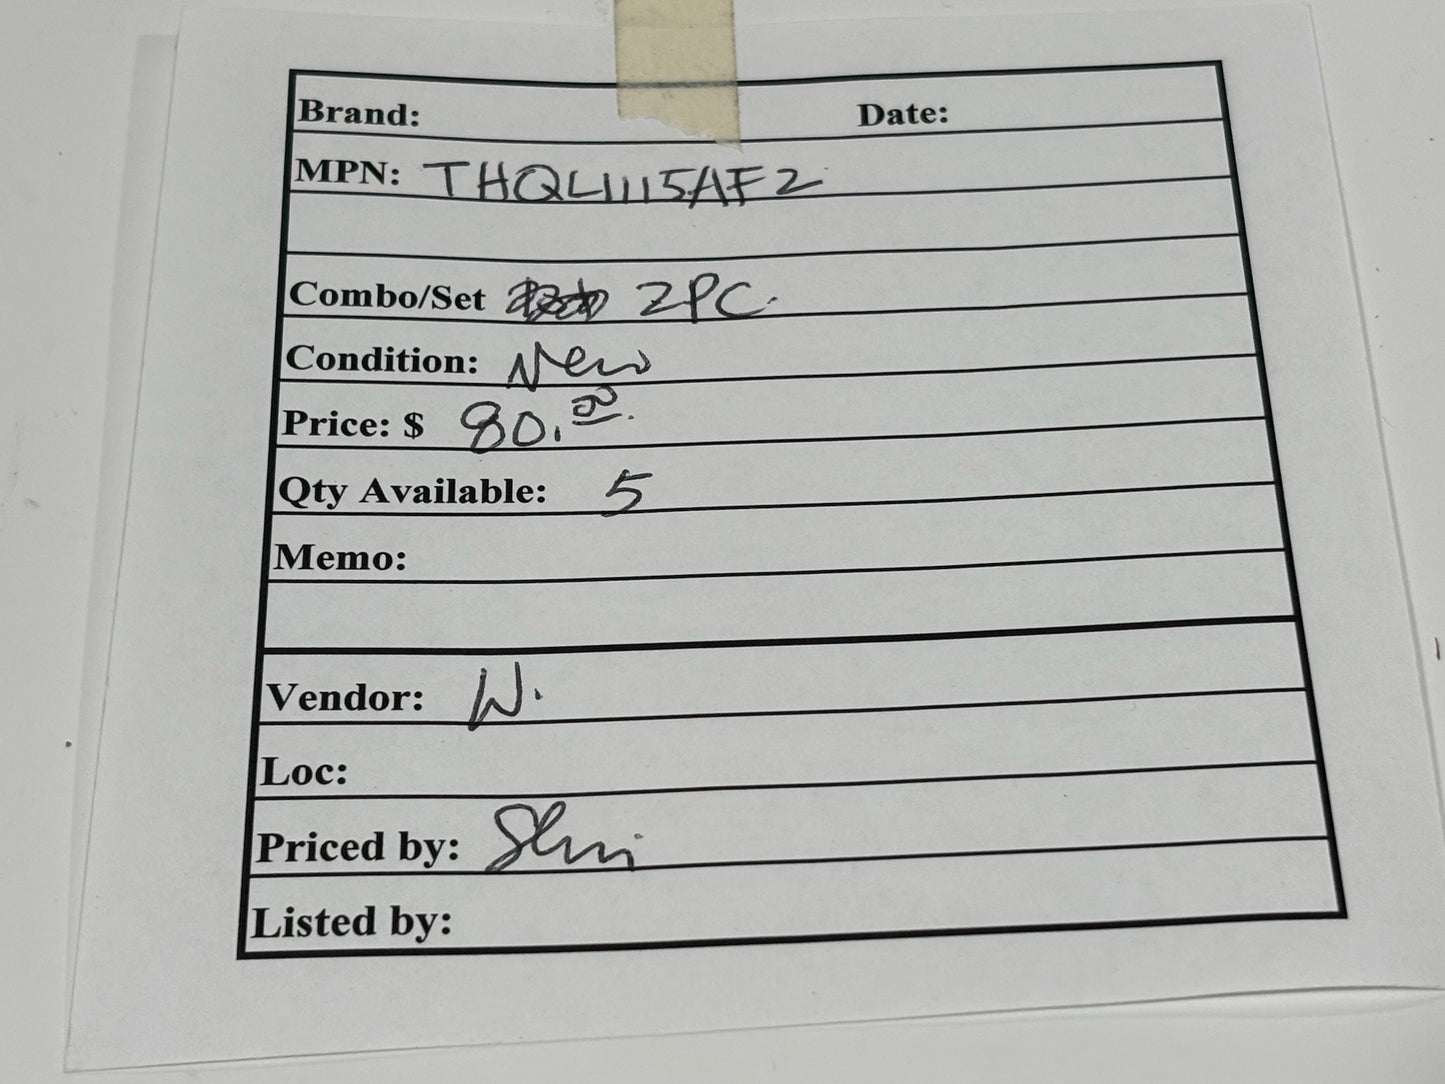 Brand: Date:
MPN: THQL1115AF2
Combo/Set 2PC.
Condition: New
Price: $ 80.00.
Qty Available: 5
Memo:
Vendor: W.
Loc:
Priced by:
Listed by: